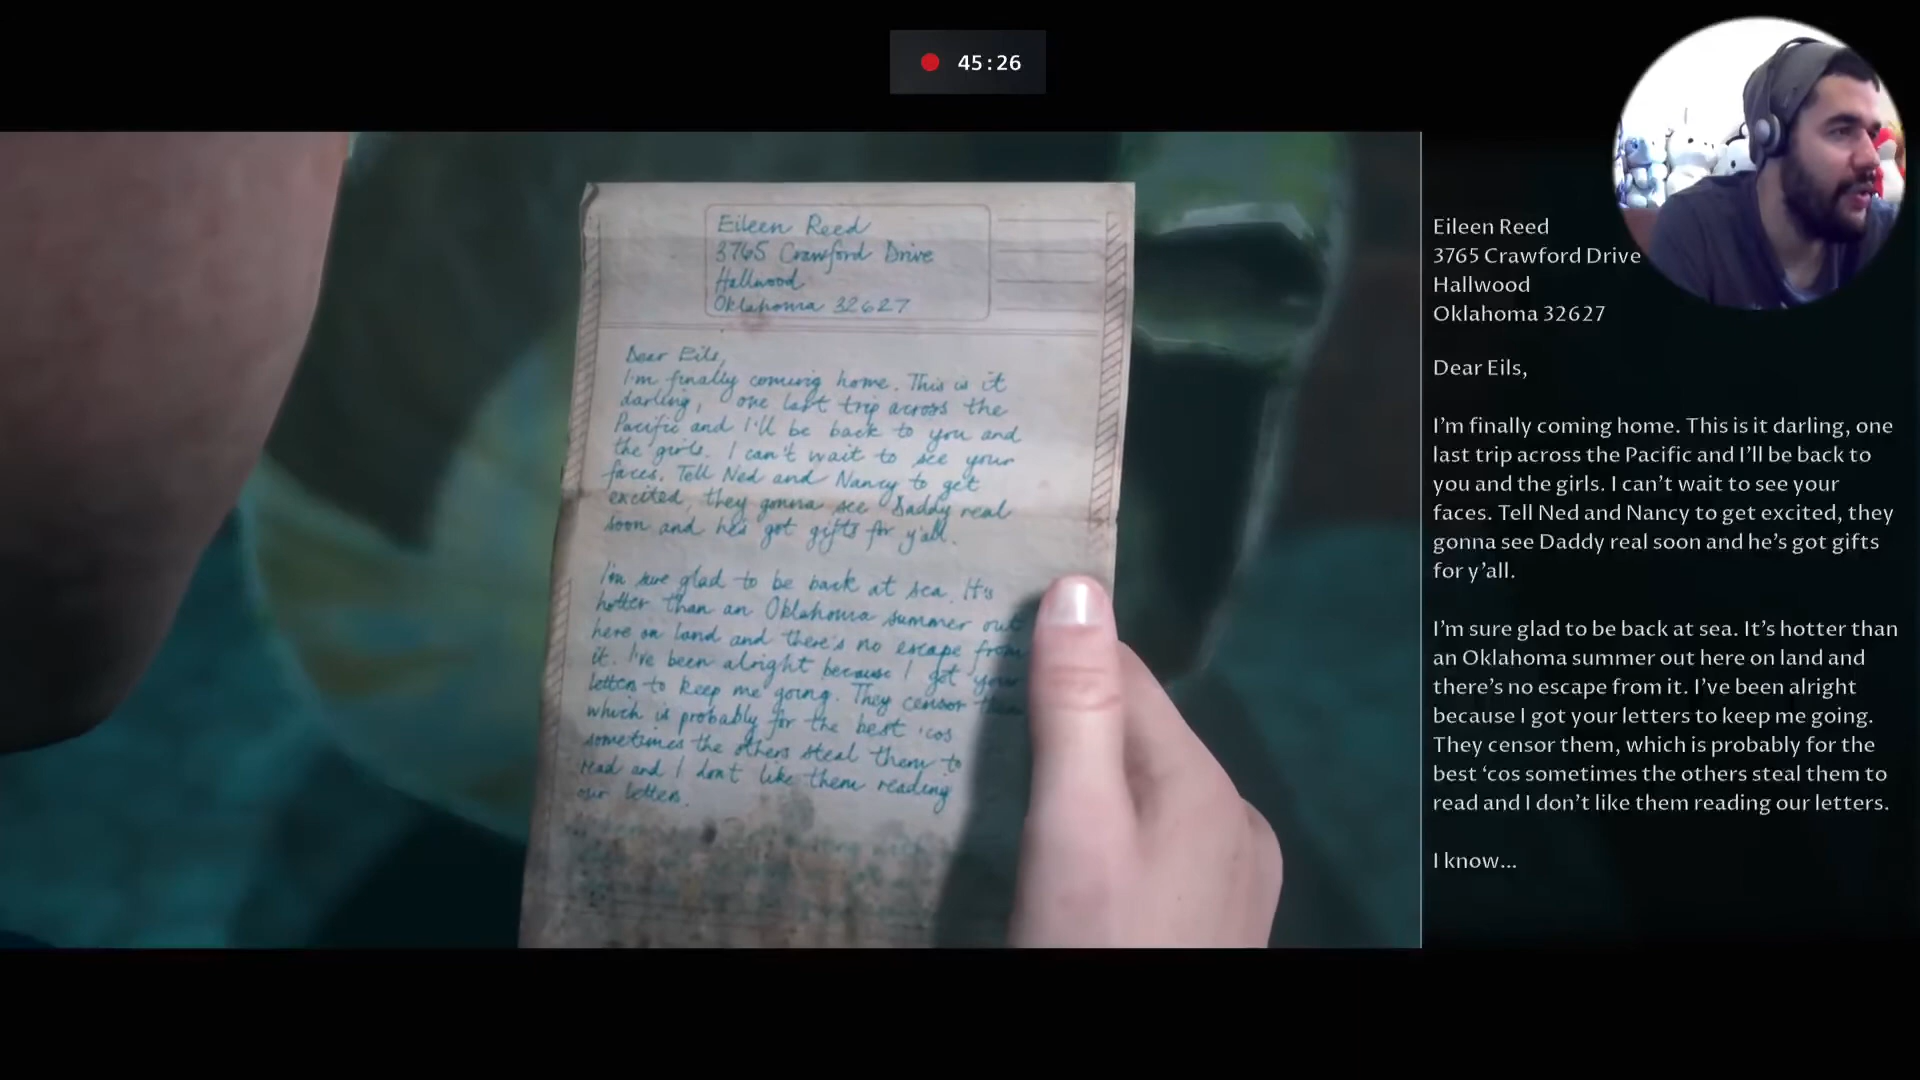 45:26
Eileen Reed
3765 Crawford Drive
Hallwood
Oklahoma 32627
Dear Eils,
I'm finally coming home. This is it
darling, one last trip across the
Pacific and I'll be back to you and
the girls. I can't wait to see your
faces. Tell Ned and Nancy to get
excited, they gonna see Daddy real
soon and he's got gifts for y'all.
I'm sure glad to be back at sea. It's
hotter than an Oklahoma summer out
here on land and there's no escape from
it. I've been alright because I got your
letters to keep me going. They censor them
which is probably for the best 'cos
sometimes the others steal them to
read and I don't like them reading
our letters.
Eileen Reed
3765 Crawford Drive
Hallwood
Oklahoma 32627
Dear Eils,
I'm finally coming home. This is it darling, one
last trip across the Pacific and I'll be back to
you and the girls. I can't wait to see your
faces. Tell Ned and Nancy to get excited, they
gonna see Daddy real soon and he's got gifts
for y'all.
I'm sure glad to be back at sea. It's hotter than
an Oklahoma summer out here on land and
there's no escape from it. I've been alright
because I got your letters to keep me going.
They censor them, which is probably for the
best ‘cos sometimes the others steal them to
read and I don't like them reading our letters.
I know...